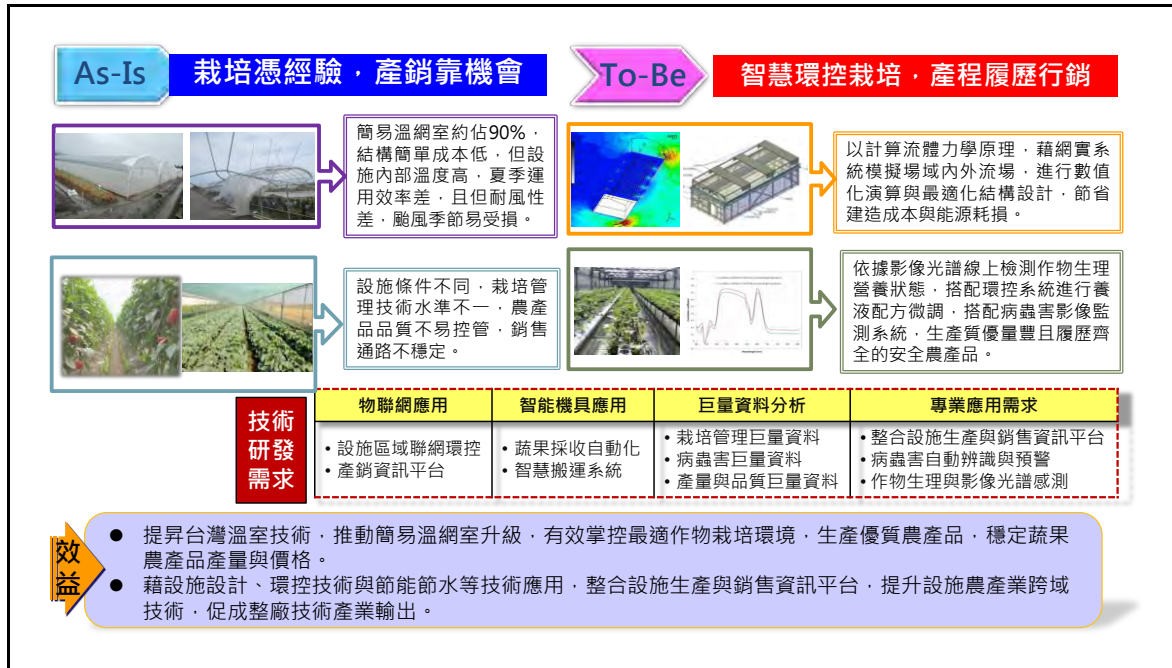 As-Is
栽培憑經驗，產銷靠機會
To-Be
智慧環控栽培，產程履歷行銷
簡易溫網室約佔90%，
結構簡單成本低，但設
施內部溫度高，夏季運
用效率差，且但耐風性
差，颱風季節易受損。
以計算流體力學原理，藉網實系
統模擬場域內外流場，進行數值
化演算與最適化結構設計，節省
建造成本與能源耗損。
設施條件不同，栽培管
理技術水準不一，農產
品品質不易控管，銷售
通路不穩定。
依據影像光譜線上檢測作物生理
營養狀態，搭配環控系統進行養
液配方微調，搭配病蟲害影像監
測系統，生產質優量豐且履歷齊
全的安全農產品。
技術
研發
需求
物聯網應用
• 設施區域聯網環控
• 產銷資訊平台
智能機具應用
• 蔬果採收自動化
• 智慧搬運系統
巨量資料分析
• 栽培管理巨量資料
• 病蟲害巨量資料
• 產量與品質巨量資料
專業應用需求
• 整合設施生產與銷售資訊平台
• 病蟲害自動辨識與預警
• 作物生理與影像光譜感測
效
益
● 提昇台灣溫室技術，推動簡易溫網室升級，有效掌控最適作物栽培環境，生產優質農產品，穩定蔬果
農產品產量與價格。
● 藉設施設計、環控技術與節能節水等技術應用，整合設施生產與銷售資訊平台，提升設施農產業跨域
技術，促成整廠技術產業輸出。